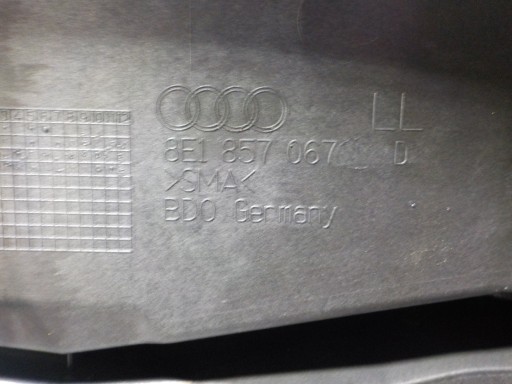 LL
8E1 857 067 D
>SMA<
BDO Germany